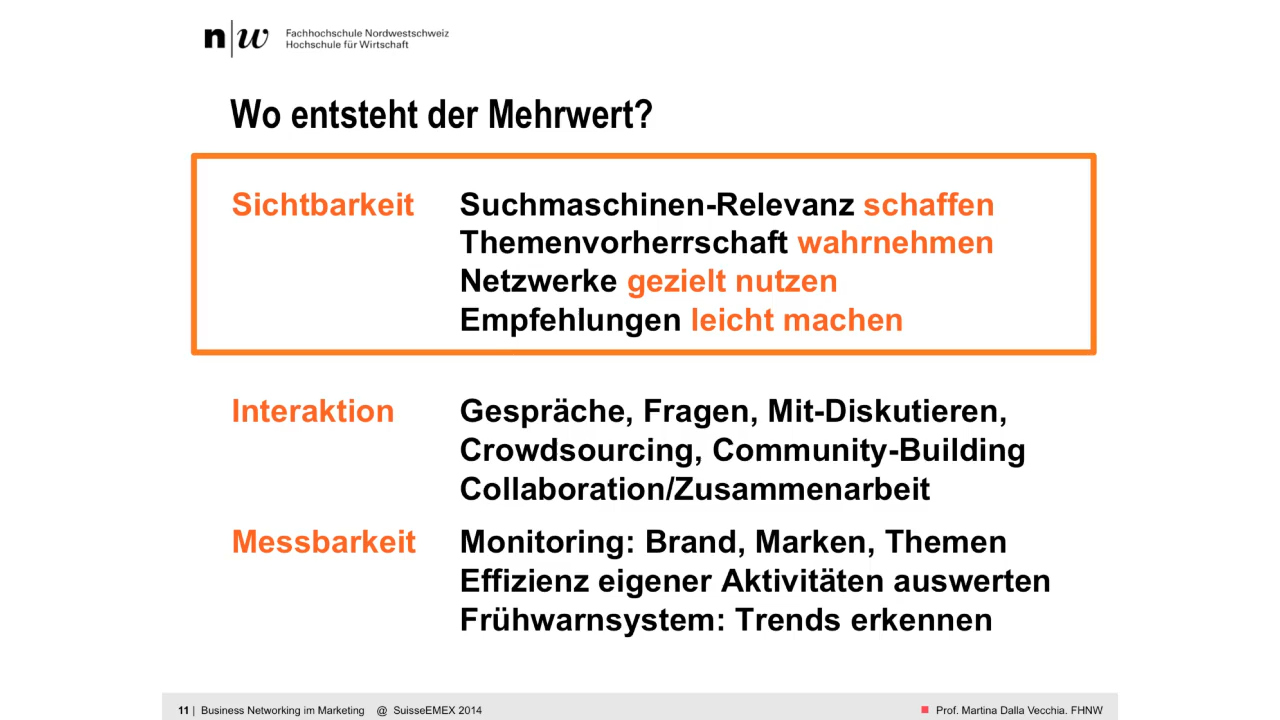 n|w Fachhochschule Nordwestschweiz
Hochschule für Wirtschaft
Wo entsteht der Mehrwert?
Sichtbarkeit Suchmaschinen-Relevanz schaffen
Themenvorherrschaft wahrnehmen
Netzwerke gezielt nutzen
Empfehlungen leicht machen
Interaktion Gespräche, Fragen, Mit-Diskutieren,
Crowdsourcing, Community-Building
Collaboration/Zusammenarbeit
Messbarkeit Monitoring: Brand, Marken, Themen
Effizienz eigener Aktivitäten auswerten
Frühwarnsystem: Trends erkennen
11 | Business Networking im Marketing @ SuisseEMEX 2014 Prof. Martina Dalla Vecchia. FHNW